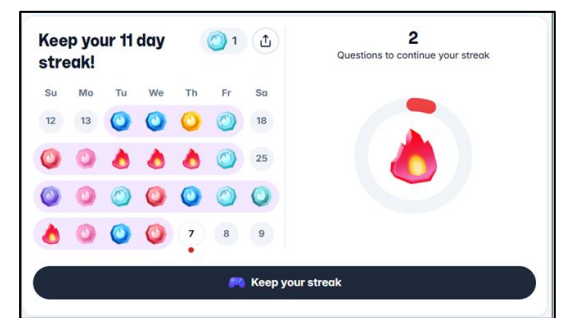 Keep your 11 day
streak!
1
Su Mo Tu We Th Fr Sa
12 13 18
25
7 8 9
2
Questions to continue your streak
Keep your streak